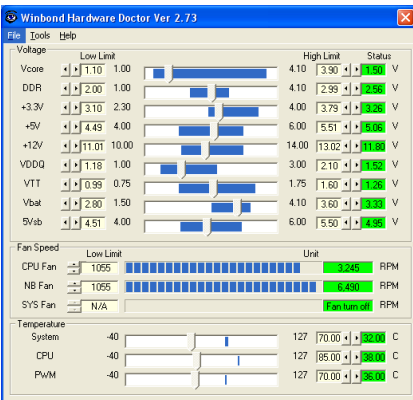 Winbond Hardware Doctor Ver 2.73
File Tools Help
Voltage
Low Limit High Limit Status
Vcore 1.10 1.00 4.10 3.90 1.50 V
DDR 2.00 1.00 4.10 2.99 2.56 V
+3.3V 3.10 2.30 4.00 3.79 3.26 V
+5V 4.49 4.00 6.00 5.51 5.06 V
+12V 11.01 10.00 14.00 13.02 11.80 V
VDDQ 1.18 1.00 3.00 2.10 1.52 V
VTT 0.99 0.75 1.75 1.60 1.26 V
Vbat 2.80 1.50 4.10 3.60 3.33 V
5Vsb 4.51 4.00 6.00 5.50 4.95 V
Fan Speed
Low Limit Unit
CPU Fan 1055 3,245 RPM
NB Fan 1055 6,490 RPM
SYS Fan N/A Fan turn off RPM
Temperature
System -40 127 70.00 32.00 C
CPU -40 127 85.00 38.00 C
PWM -40 127 70.00 36.00 C